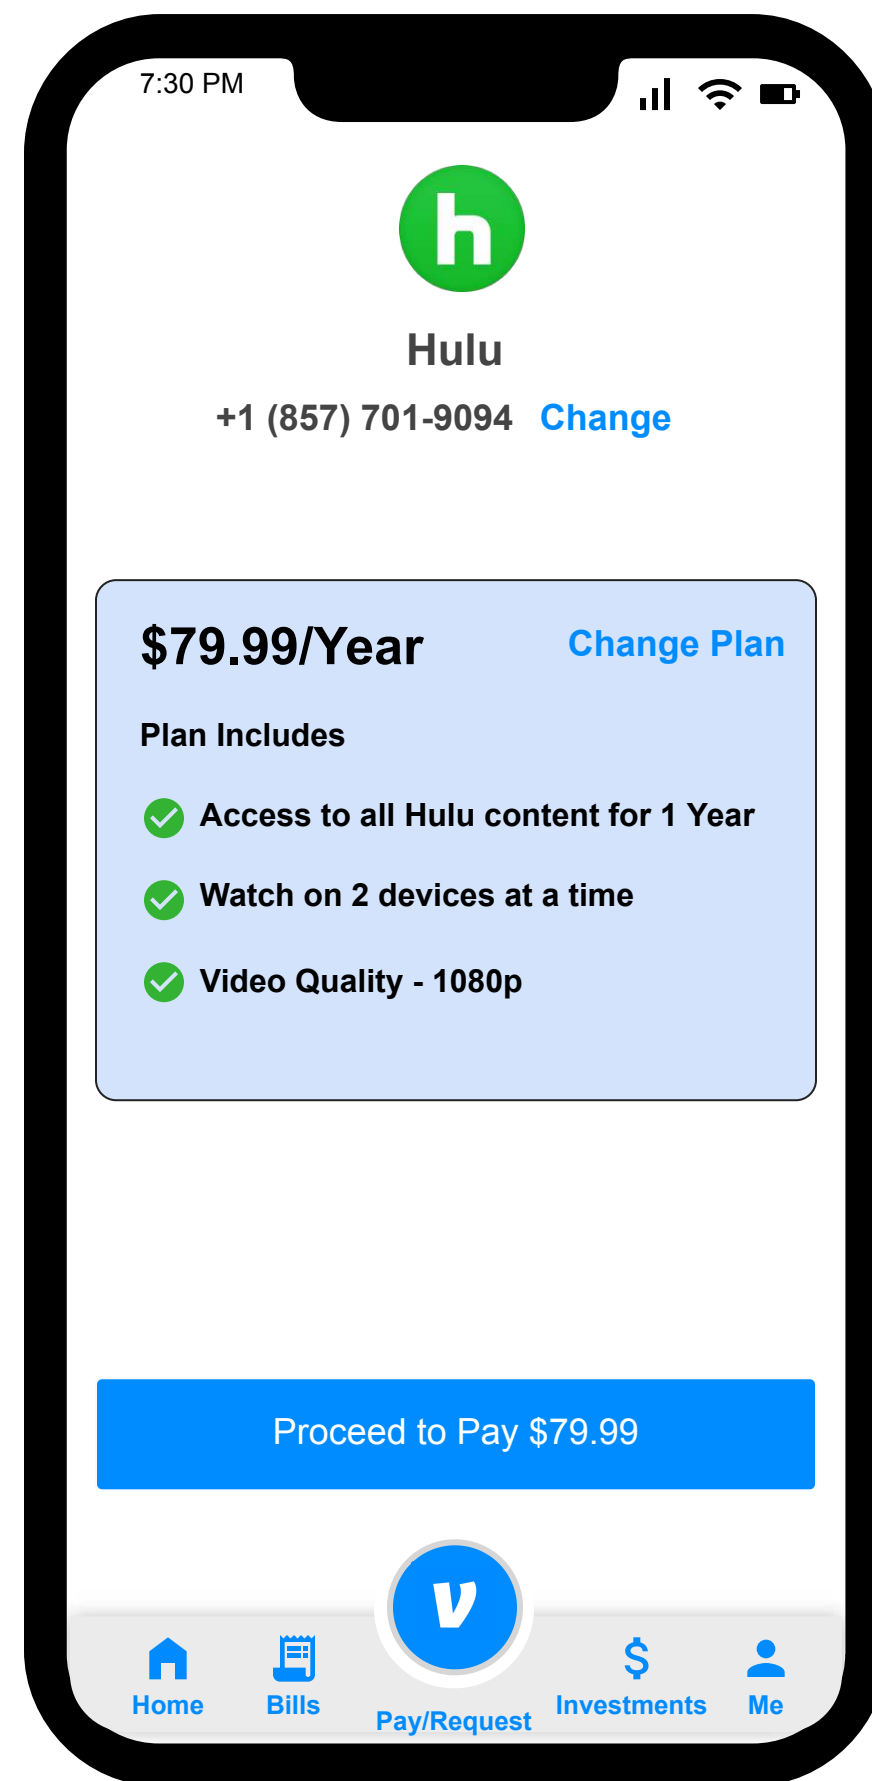 7:30 PM
h
Hulu
+1 (857) 701-9094 Change
$79.99/Year Change Plan
Plan Includes
Access to all Hulu content for 1 Year
Watch on 2 devices at a time
Video Quality - 1080p
Proceed to Pay $79.99
v
Home Bills Pay/Request Investments Me